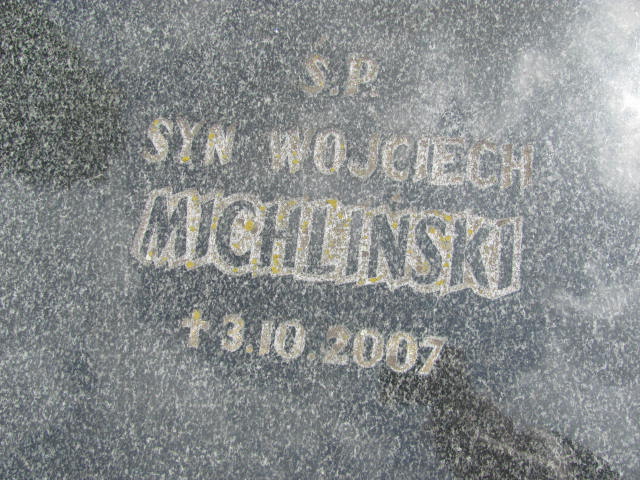 S.P.
SYN WOJCIECH
MICHLINSKI
✝ 3.10.2007